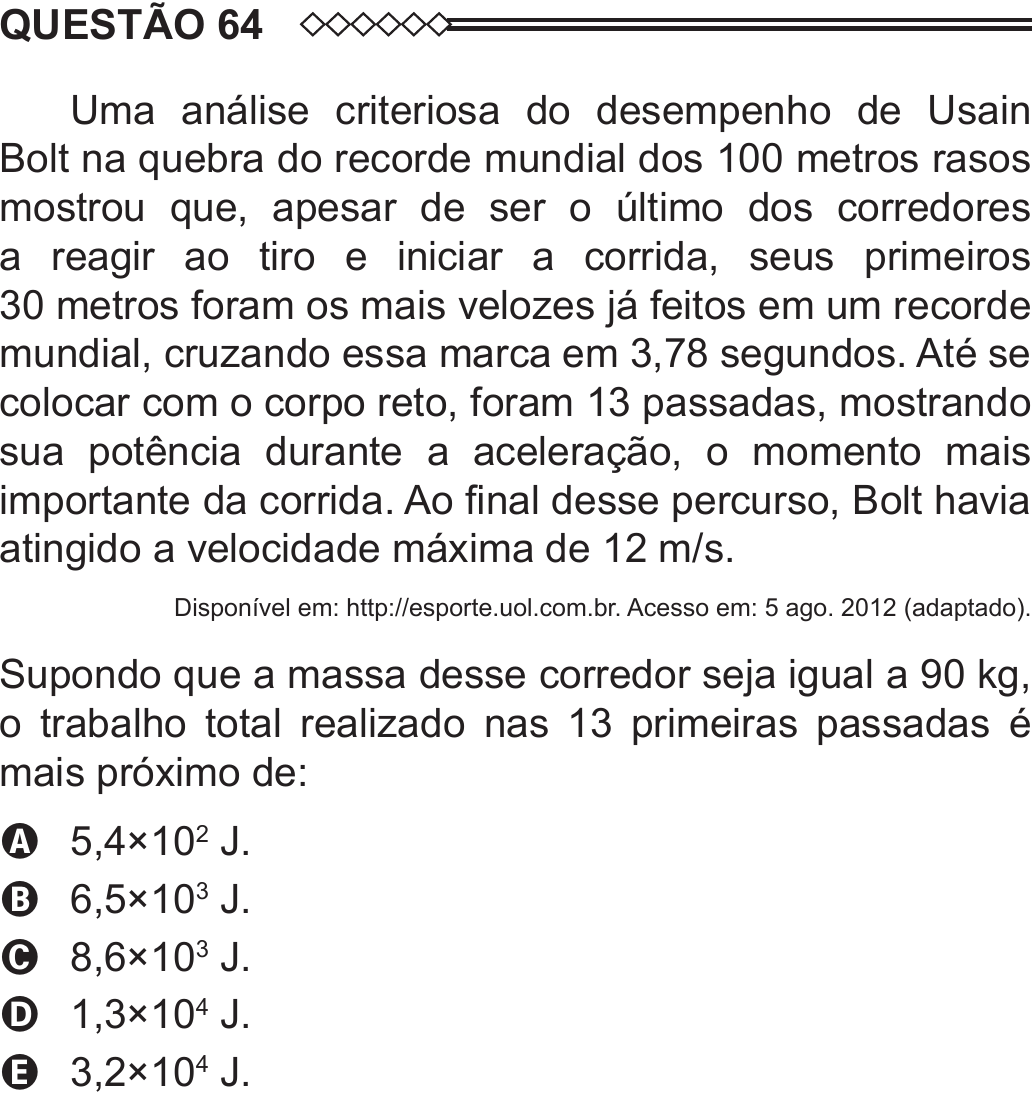 QUESTÃO 64
Uma análise criteriosa do desempenho de Usain
Bolt na quebra do recorde mundial dos 100 metros rasos
mostrou que, apesar de ser o último dos corredores
a reagir ao tiro e iniciar a corrida, seus primeiros
30 metros foram os mais velozes já feitos em um recorde
mundial, cruzando essa marca em 3,78 segundos. Até se
colocar com o corpo reto, foram 13 passadas, mostrando
sua potência durante a aceleração, o momento mais
importante da corrida. Ao final desse percurso, Bolt havia
atingido a velocidade máxima de 12 m/s.
Disponível em: http://esporte.uol.com.br. Acesso em: 5 ago. 2012 (adaptado).
Supondo que a massa desse corredor seja igual a 90 kg,
o trabalho total realizado nas 13 primeiras passadas é
mais próximo de:
A 5,4×10² J.
B 6,5×10³ J.
C 8,6×10³ J.
D 1,3×10⁴ J.
E 3,2×10⁴ J.